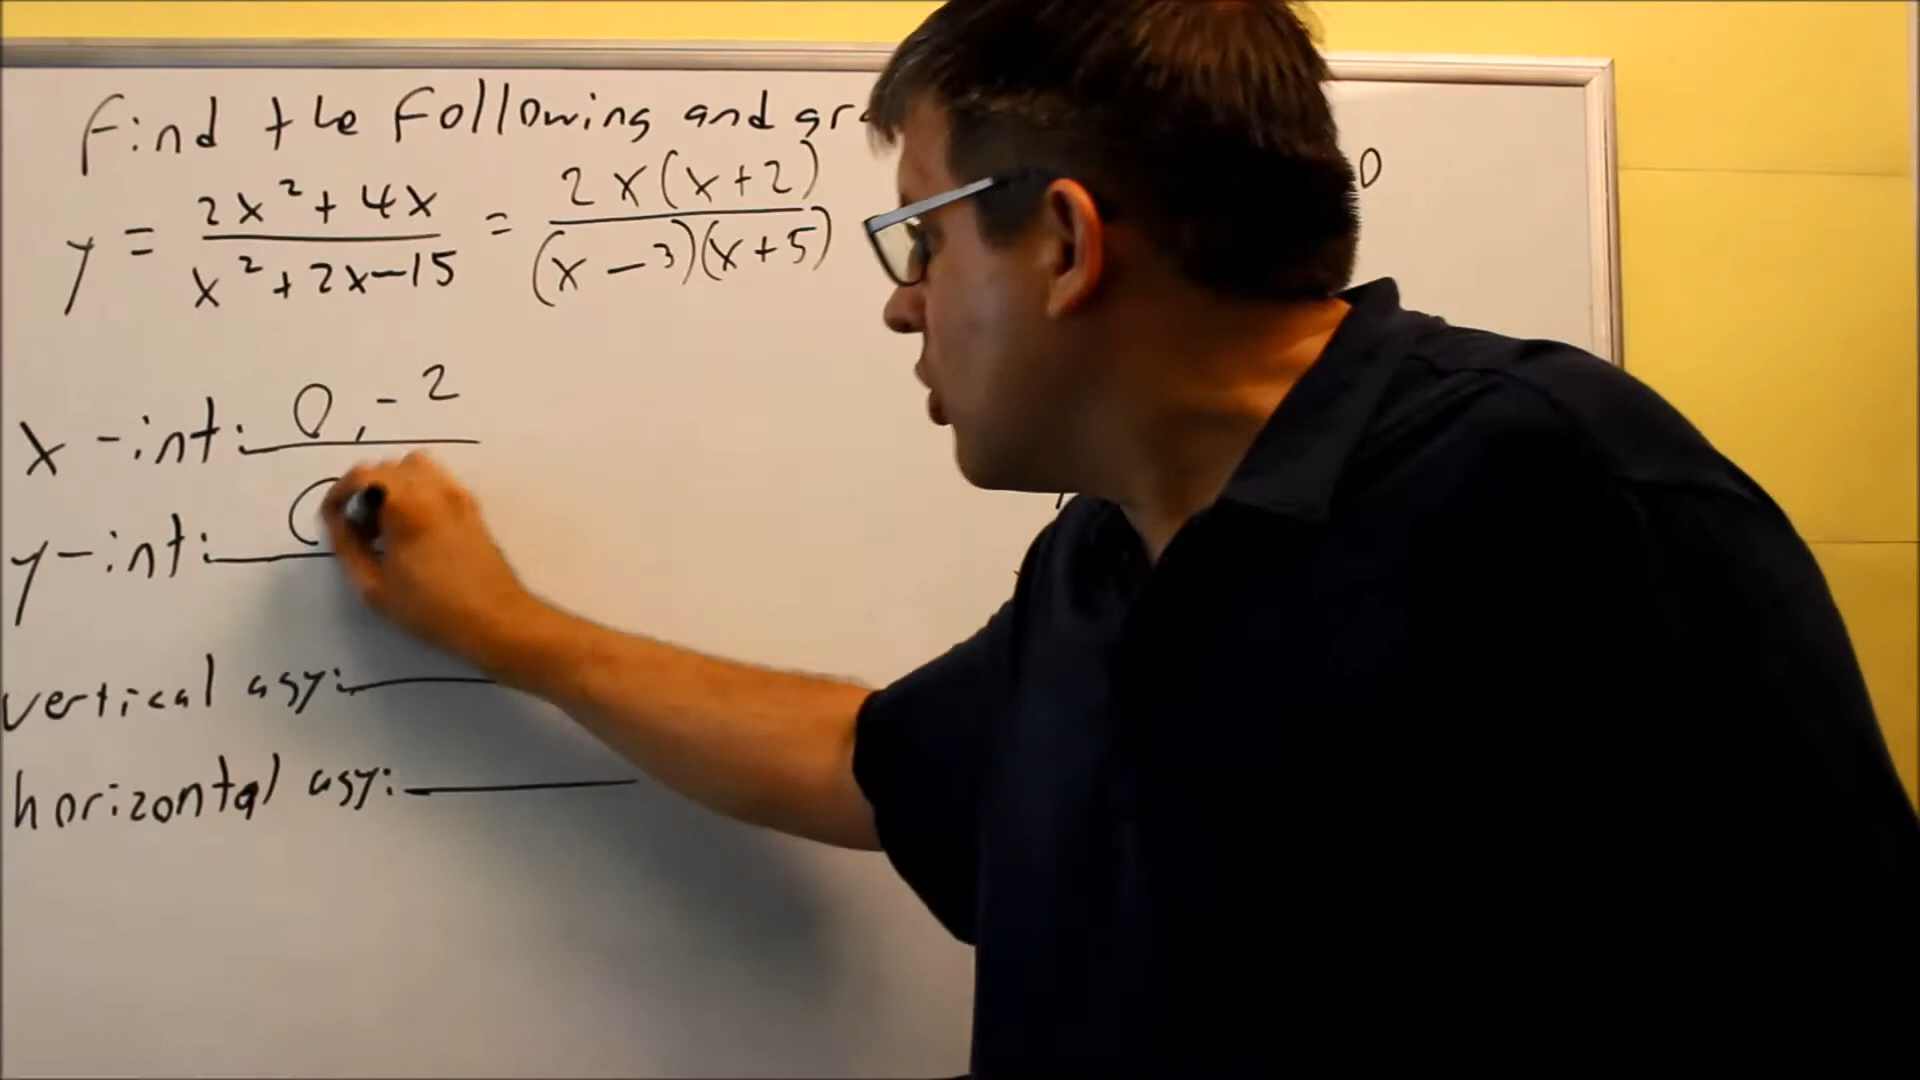 Find the following and gra
y = 2x² + 4x / x² + 2x - 15 = 2x(x+2) / (x - 3)(x + 5)
0
x-int: 0, -2
y-int:
vertical asy:
horizontal asy: